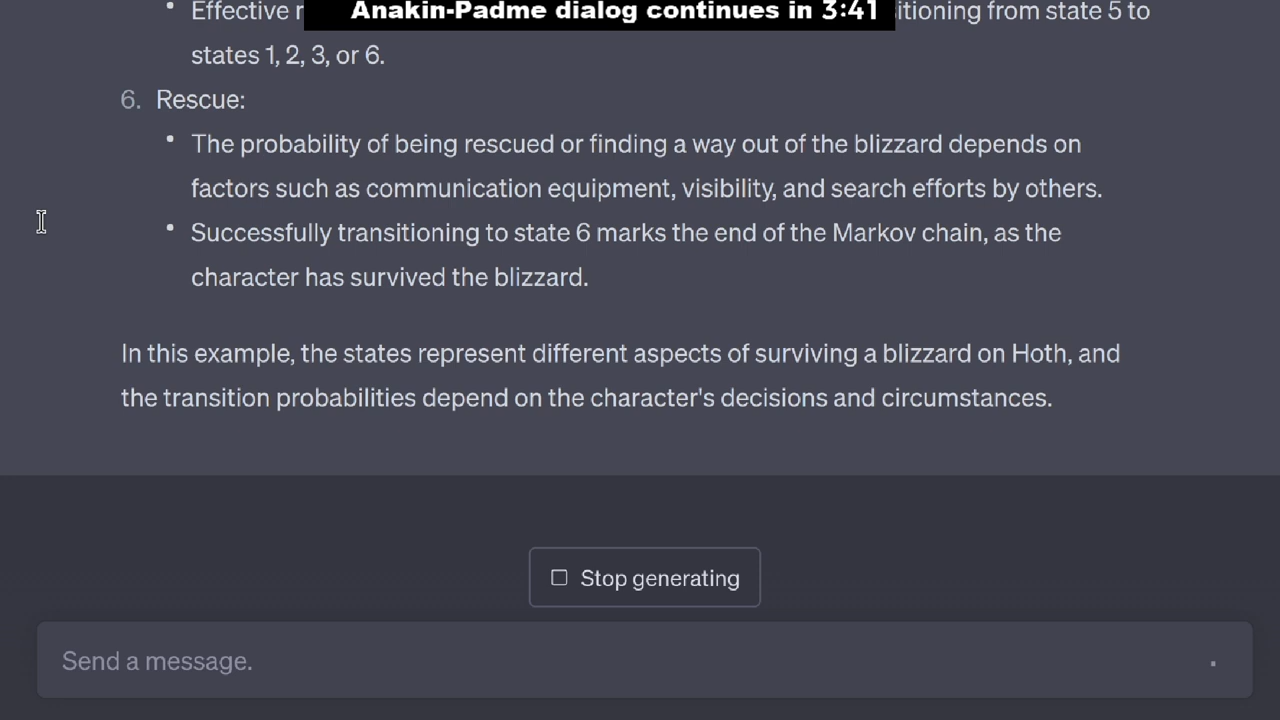 Anakin-Padme dialog continues in 3:41
• Effective itioning from state 5 to
states 1, 2, 3, or 6.
6. Rescue:
• The probability of being rescued or finding a way out of the blizzard depends on
factors such as communication equipment, visibility, and search efforts by others.
• Successfully transitioning to state 6 marks the end of the Markov chain, as the
character has survived the blizzard.
In this example, the states represent different aspects of surviving a blizzard on Hoth, and
the transition probabilities depend on the character's decisions and circumstances.
Stop generating
Send a message.